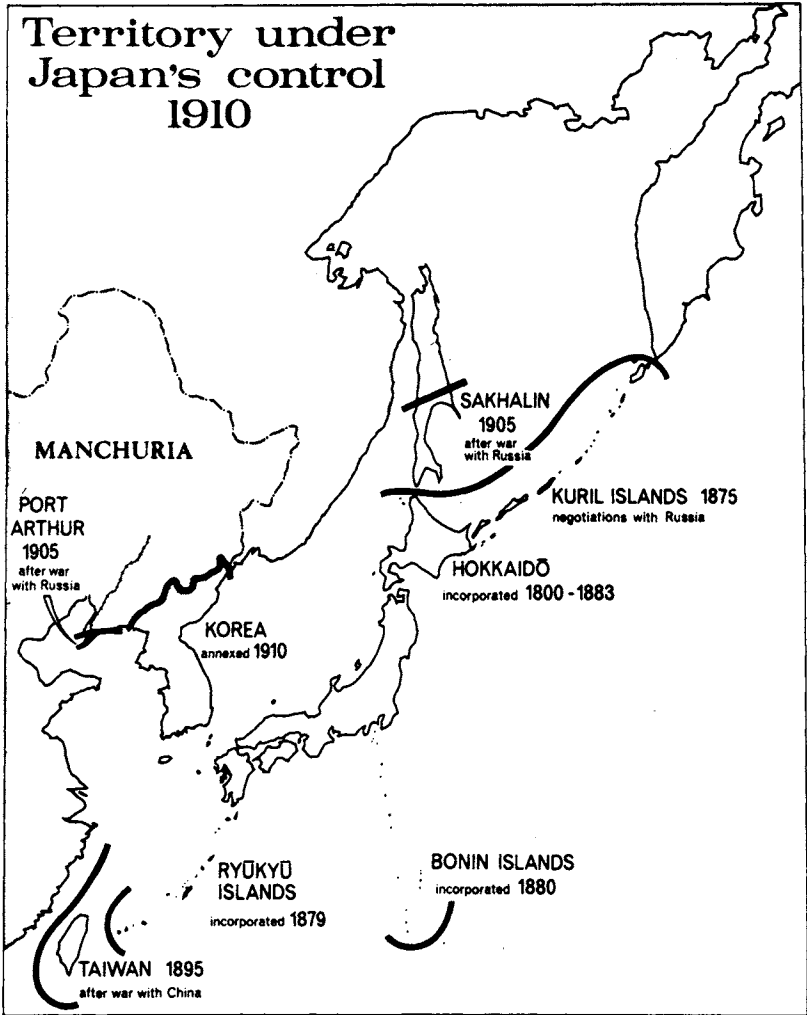 Territory under
Japan's control
1910
SAKHALIN
1905
after war
with Russia
MANCHURIA
PORT
ARTHUR
1905
after war
with Russia
KURIL ISLANDS 1875
negotiations with Russia
HOKKAIDŌ
incorporated 1800-1883
KOREA
annexed 1910
RYŪKYŪ
ISLANDS
incorporated 1879
BONIN ISLANDS
incorporated 1880
TAIWAN 1895
after war with China